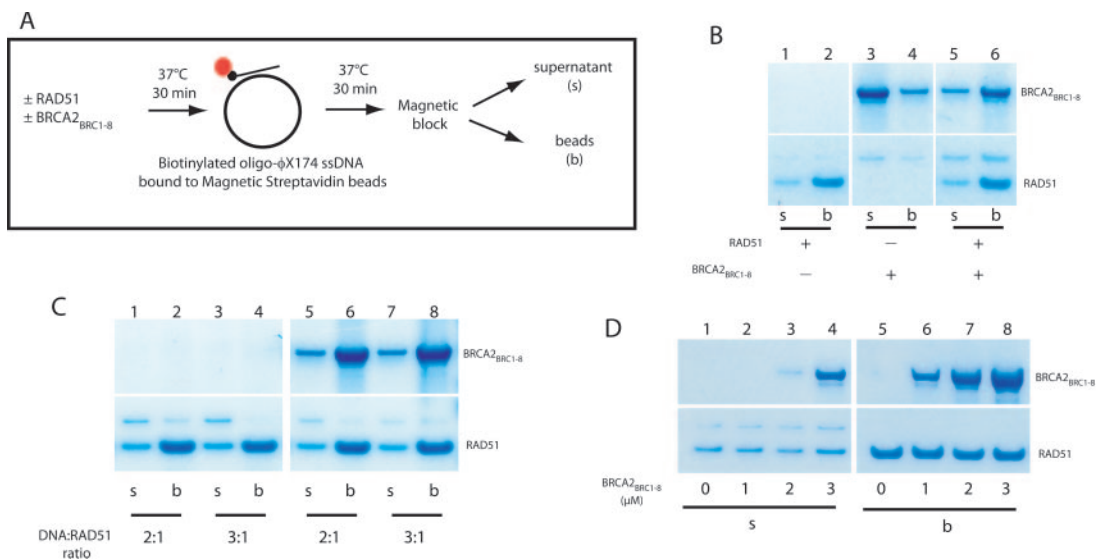 A
± RAD51
± BRCA2BRC1-8
37°C
30 min
37°C
30 min
Magnetic
block
supernatant
(s)
beads
(b)
Biotinylated oligo-ϕX174 ssDNA
bound to Magnetic Streptavidin beads
B
1 2 3 4 5 6
BRCA2BRC1-8
RAD51
s b s b s b
RAD51 + – +
BRCA2BRC1-8 – + +
C
1 2 3 4 5 6 7 8
BRCA2BRC1-8
RAD51
s b s b s b s b
DNA:RAD51 2:1 3:1 2:1 3:1
ratio
D
1 2 3 4 5 6 7 8
BRCA2BRC1-8
RAD51
BRCA2BRC1-8 0 1 2 3 0 1 2 3
(μM)
s b